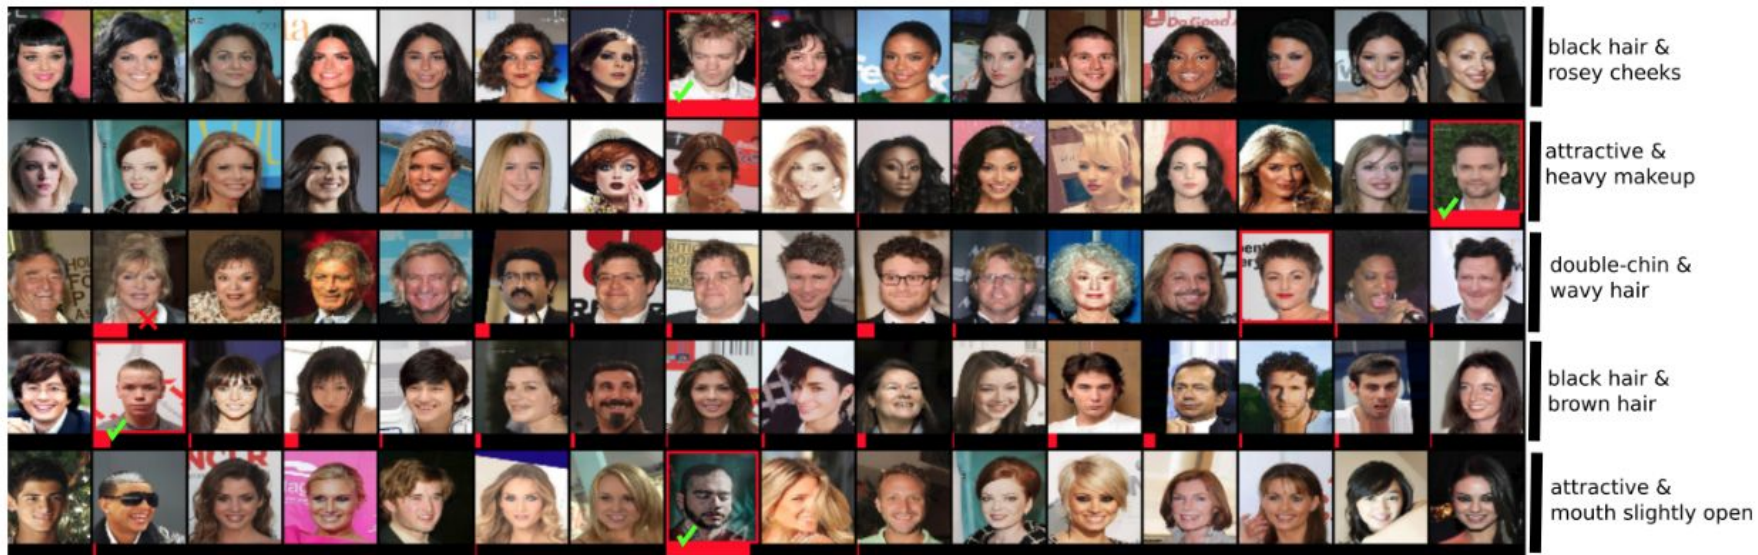 black hair &
rosey cheeks
attractive &
heavy makeup
double-chin &
wavy hair
black hair &
brown hair
attractive &
mouth slightly open